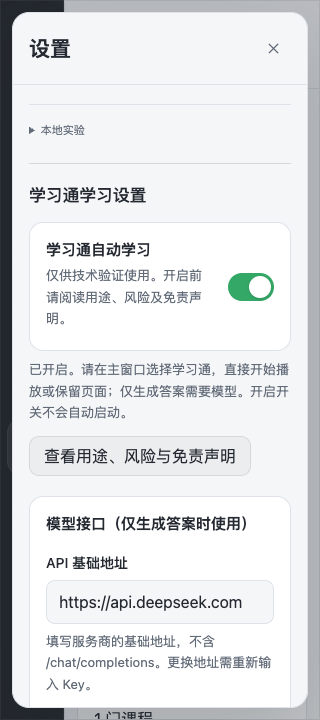 设置
本地实验
学习通学习设置
学习通自动学习
仅供技术验证使用。开启前
请阅读用途、风险及免责声
明。
已开启。请在主窗口选择学习通，直接开始播
放或保留页面；仅生成答案需要模型。开启开
关不会自动启动。
查看用途、风险与免责声明
模型接口（仅生成答案时使用）
API 基础地址
https://api.deepseek.com
填写服务商的基础地址，不含
/chat/completions。更换地址需重新输
入 Key。
1 门课程